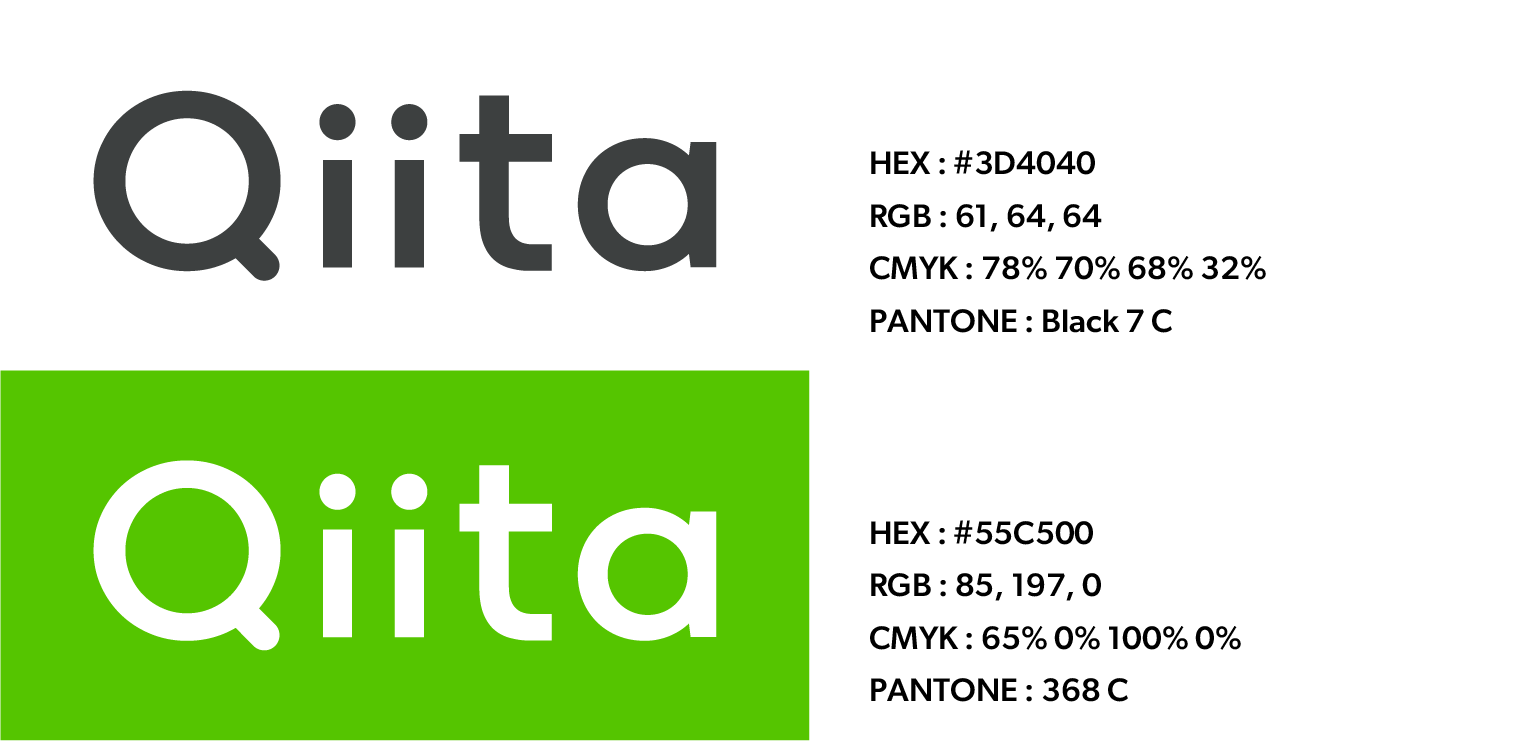 Qiita
HEX : #3D4040
RGB : 61, 64, 64
CMYK : 78% 70% 68% 32%
PANTONE : Black 7 C
Qiita
HEX : #55C500
RGB : 85, 197, 0
CMYK : 65% 0% 100% 0%
PANTONE : 368 C